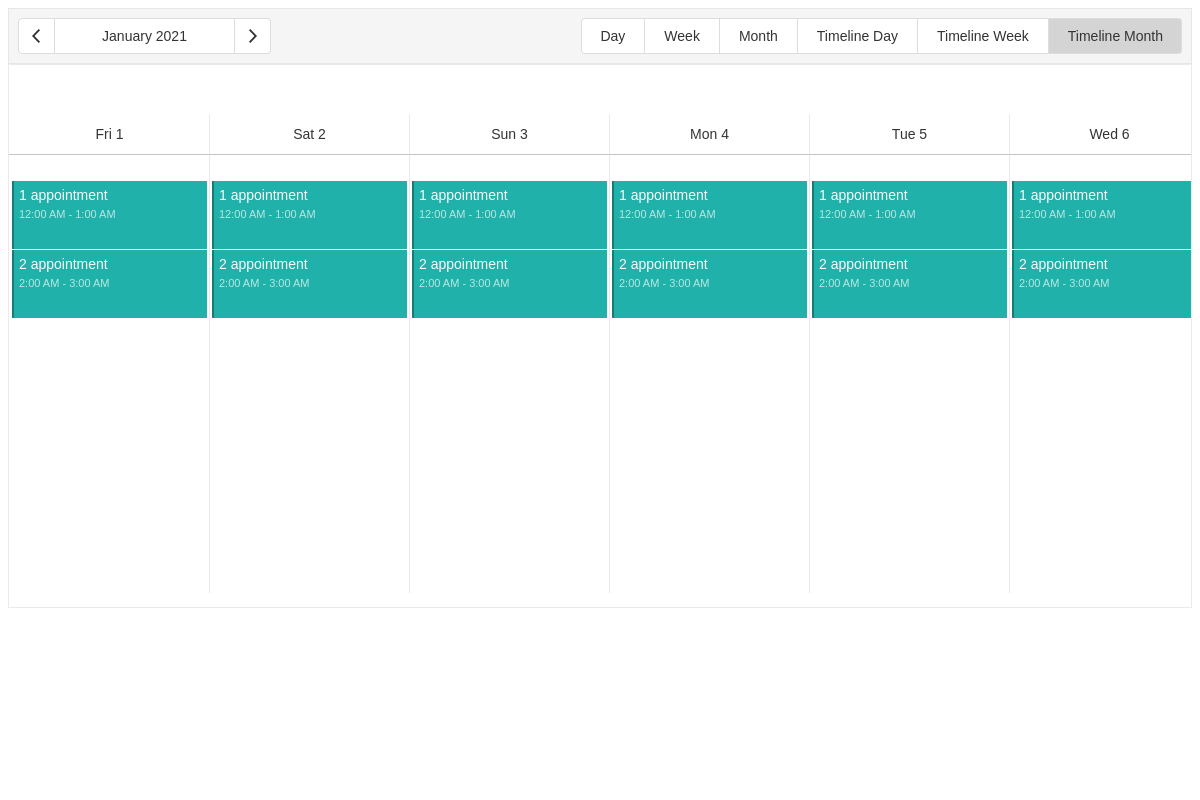 January 2021
Day Week Month Timeline Day Timeline Week Timeline Month
Fri 1 Sat 2 Sun 3 Mon 4 Tue 5 Wed 6
1 appointment 1 appointment 1 appointment 1 appointment 1 appointment 1 appointment
12:00 AM - 1:00 AM 12:00 AM - 1:00 AM 12:00 AM - 1:00 AM 12:00 AM - 1:00 AM 12:00 AM - 1:00 AM 12:00 AM - 1:00 AM
2 appointment 2 appointment 2 appointment 2 appointment 2 appointment 2 appointment
2:00 AM - 3:00 AM 2:00 AM - 3:00 AM 2:00 AM - 3:00 AM 2:00 AM - 3:00 AM 2:00 AM - 3:00 AM 2:00 AM - 3:00 AM